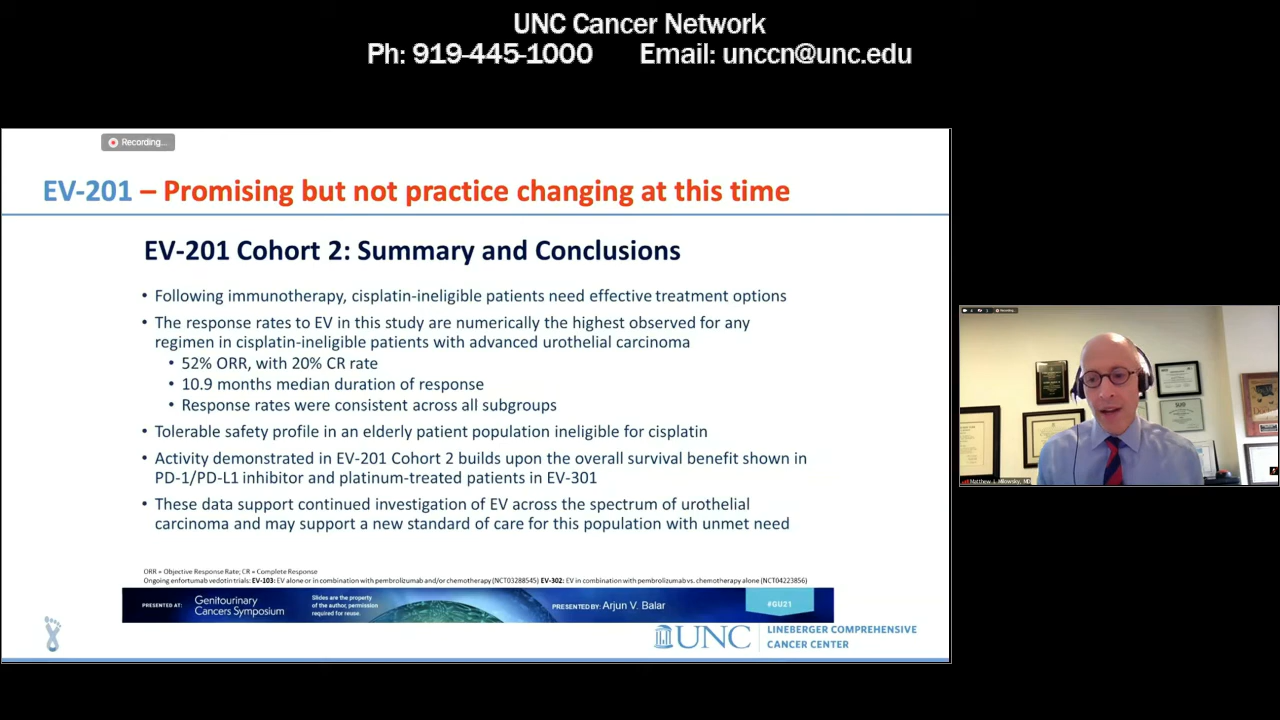 UNC Cancer Network
Ph: 919-445-1000 Email: unccn@unc.edu
Recording...
EV-201 – Promising but not practice changing at this time
EV-201 Cohort 2: Summary and Conclusions
• Following immunotherapy, cisplatin-ineligible patients need effective treatment options
• The response rates to EV in this study are numerically the highest observed for any
regimen in cisplatin-ineligible patients with advanced urothelial carcinoma
• 52% ORR, with 20% CR rate
• 10.9 months median duration of response
• Response rates were consistent across all subgroups
• Tolerable safety profile in an elderly patient population ineligible for cisplatin
• Activity demonstrated in EV-201 Cohort 2 builds upon the overall survival benefit shown in
PD-1/PD-L1 inhibitor and platinum-treated patients in EV-301
• These data support continued investigation of EV across the spectrum of urothelial
carcinoma and may support a new standard of care for this population with unmet need
ORR = Objective Response Rate; CR = Complete Response
Ongoing enfortumab vedotin trials: EV-103: EV alone or in combination with pembrolizumab and/or chemotherapy (NCT03288545) EV-302: EV in combination with pembrolizumab vs. chemotherapy alone (NCT04223856)
PRESENTED AT:
Genitourinary
Cancers Symposium
Slides are the property
of the author, permission
required for reuse.
PRESENTED BY: Arjun V. Balar
#GU21
UNC
LINEBERGER COMPREHENSIVE
CANCER CENTER
Recording...
Matthew I. Milowsky, MD